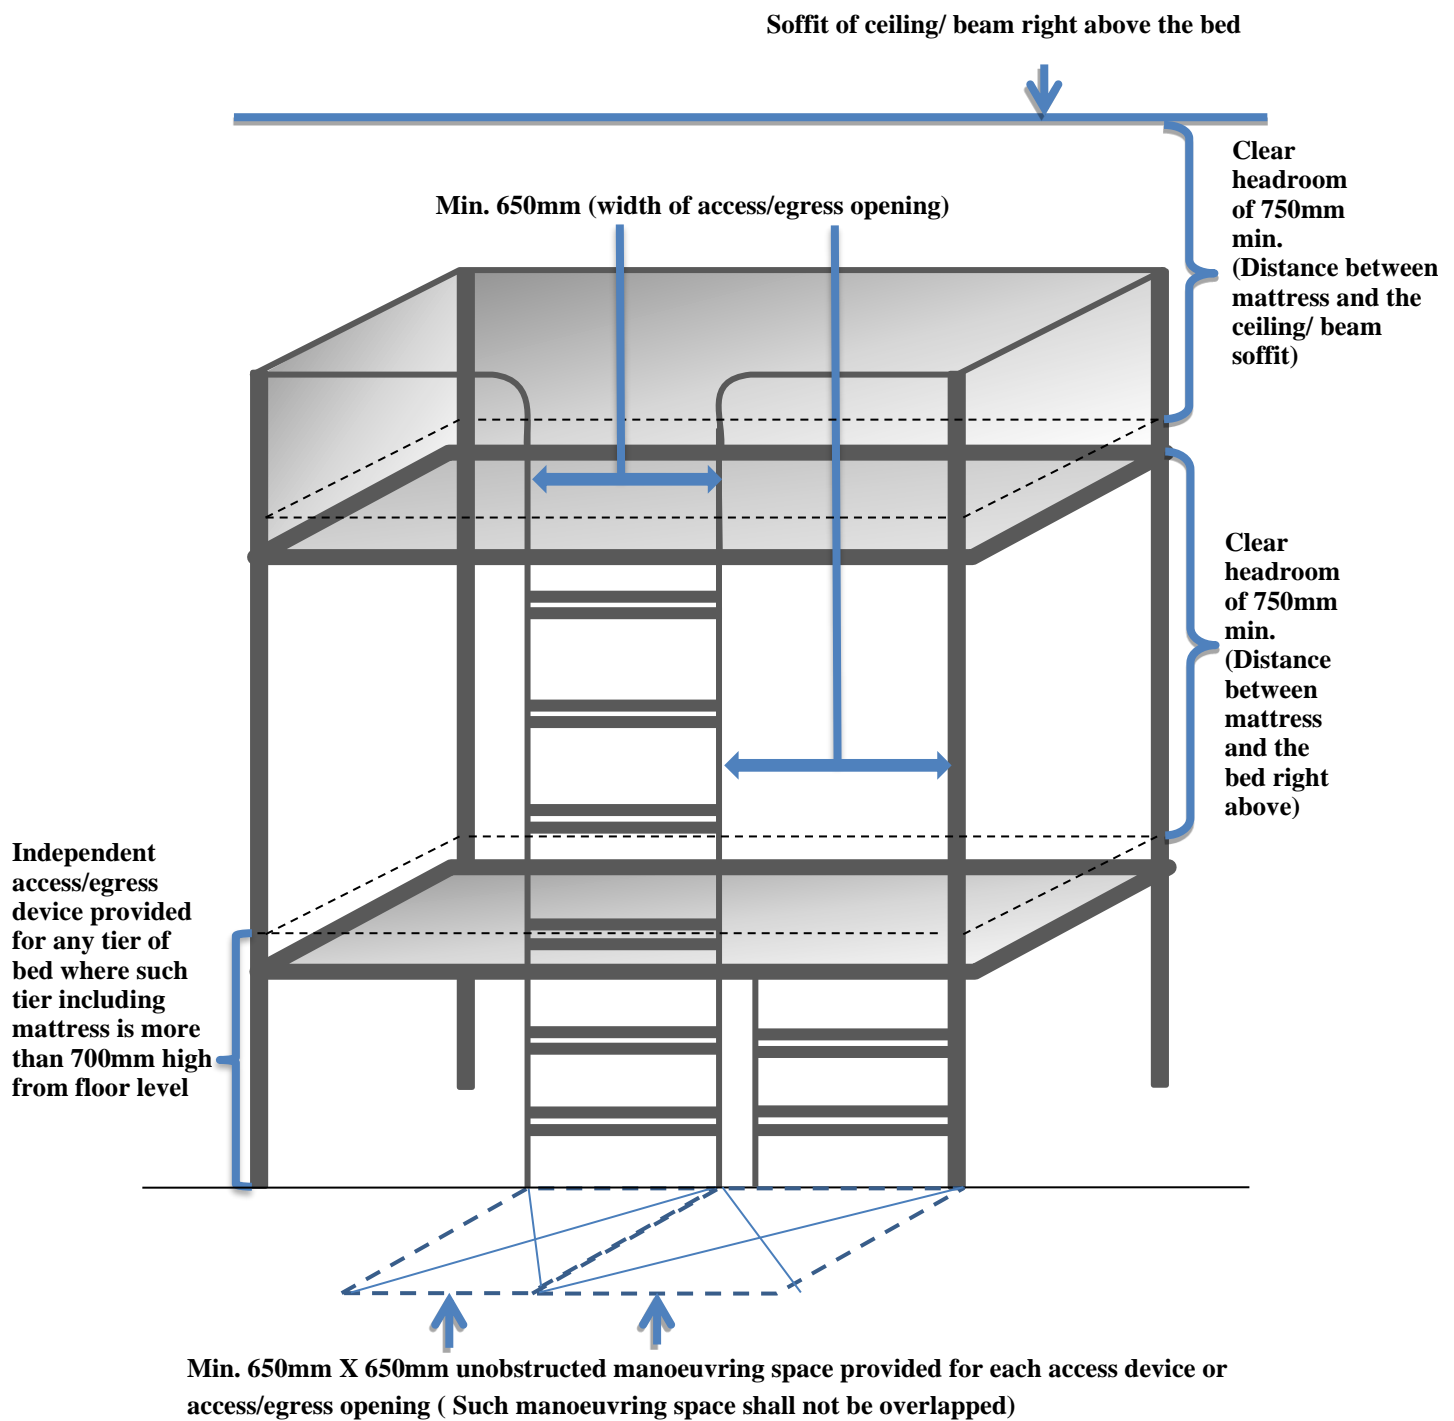 Soffit of ceiling/ beam right above the bed
Clear
headroom
of 750mm
min.
(Distance between
mattress and the
ceiling/ beam
soffit)
Min. 650mm (width of access/egress opening)
Clear
headroom
of 750mm
min.
(Distance
between
mattress
and the
bed right
above)
Independent
access/egress
device provided
for any tier of
bed where such
tier including
mattress is more
than 700mm high
from floor level
Min. 650mm X 650mm unobstructed manoeuvring space provided for each access device or
access/egress opening ( Such manoeuvring space shall not be overlapped)